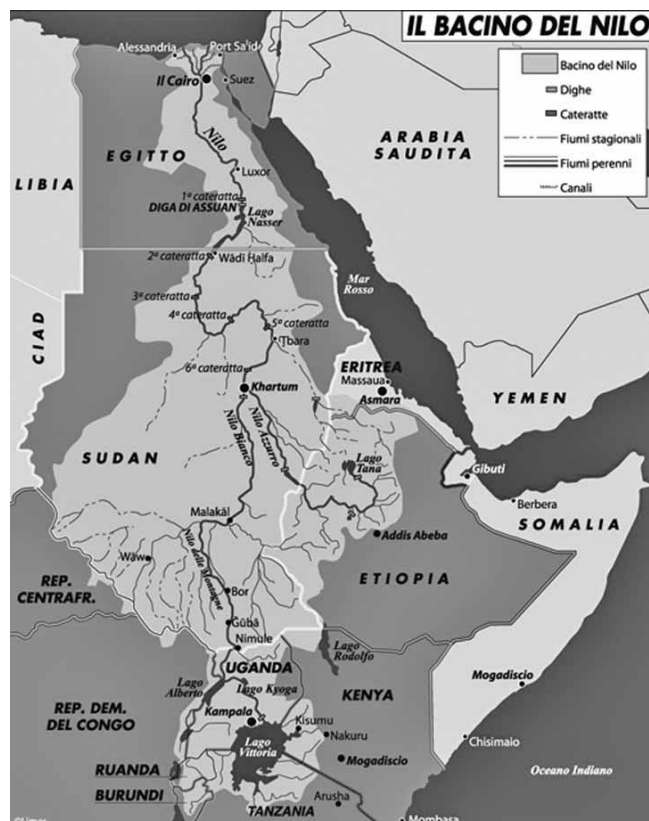 IL BACINO DEL NILO
Bacino del Nilo
Dighe
Cateratte
Fiumi stagionali
Fiumi perenni
Canali
Alessandria
Port Sa'id
Il Cairo
Suez
Nilo
EGITTO
ARABIA
SAUDITA
LIBIA
Luxor
1ª cateratta
DIGA DI ASSUAN
Lago
Nasser
2ª cateratta
Wādī Halfa
Mar
Rosso
3ª cateratta
4ª cateratta
5ª cateratta
CIAD
Ṭbara
6ª cateratta
ERITREA
Massaua
Khartum
Asmara
YEMEN
Nilo Bianco
Nilo Azzurro
SUDAN
Lago
Tana
Gibuti
Berbera
Malakāl
SOMALIA
Nilo delle Montagne
Addis Abeba
Wāw
ETIOPIA
REP.
CENTRAFR.
Bor
Gūbā
Nimule
Lago
Rodolfo
UGANDA
Lago
Alberto
Lago Kyoga
KENYA
Mogadiscio
REP. DEM.
DEL CONGO
Kampala
Kisumu
Nakuru
Chisimaio
Lago
Vittoria
Mogadiscio
Oceano Indiano
RUANDA
BURUNDI
Arusha
TANZANIA
Mombasa
©Limes